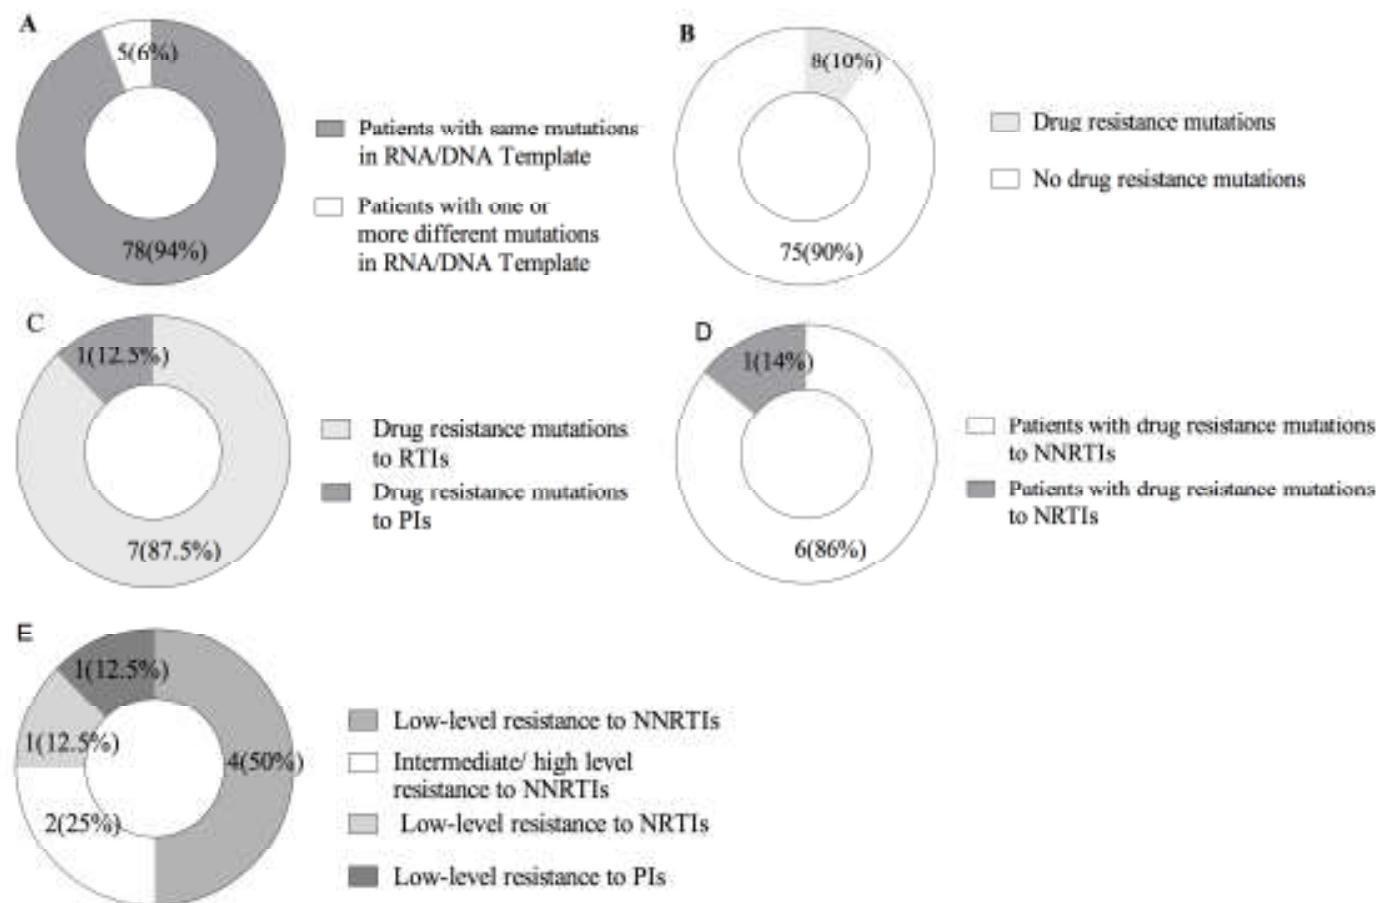 A
5(6%)
78(94%)
Patients with same mutations
in RNA/DNA Template
Patients with one or
more different mutations
in RNA/DNA Template
B
8(10%)
75(90%)
Drug resistance mutations
No drug resistance mutations
C
1(12.5%)
7(87.5%)
Drug resistance mutations
to RTIs
Drug resistance mutations
to PIs
D
1(14%)
6(86%)
Patients with drug resistance mutations
to NNRTIs
Patients with drug resistance mutations
to NRTIs
E
1(12.5%)
1(12.5%)
4(50%)
2(25%)
Low-level resistance to NNRTIs
Intermediate/ high level
resistance to NNRTIs
Low-level resistance to NRTIs
Low-level resistance to PIs